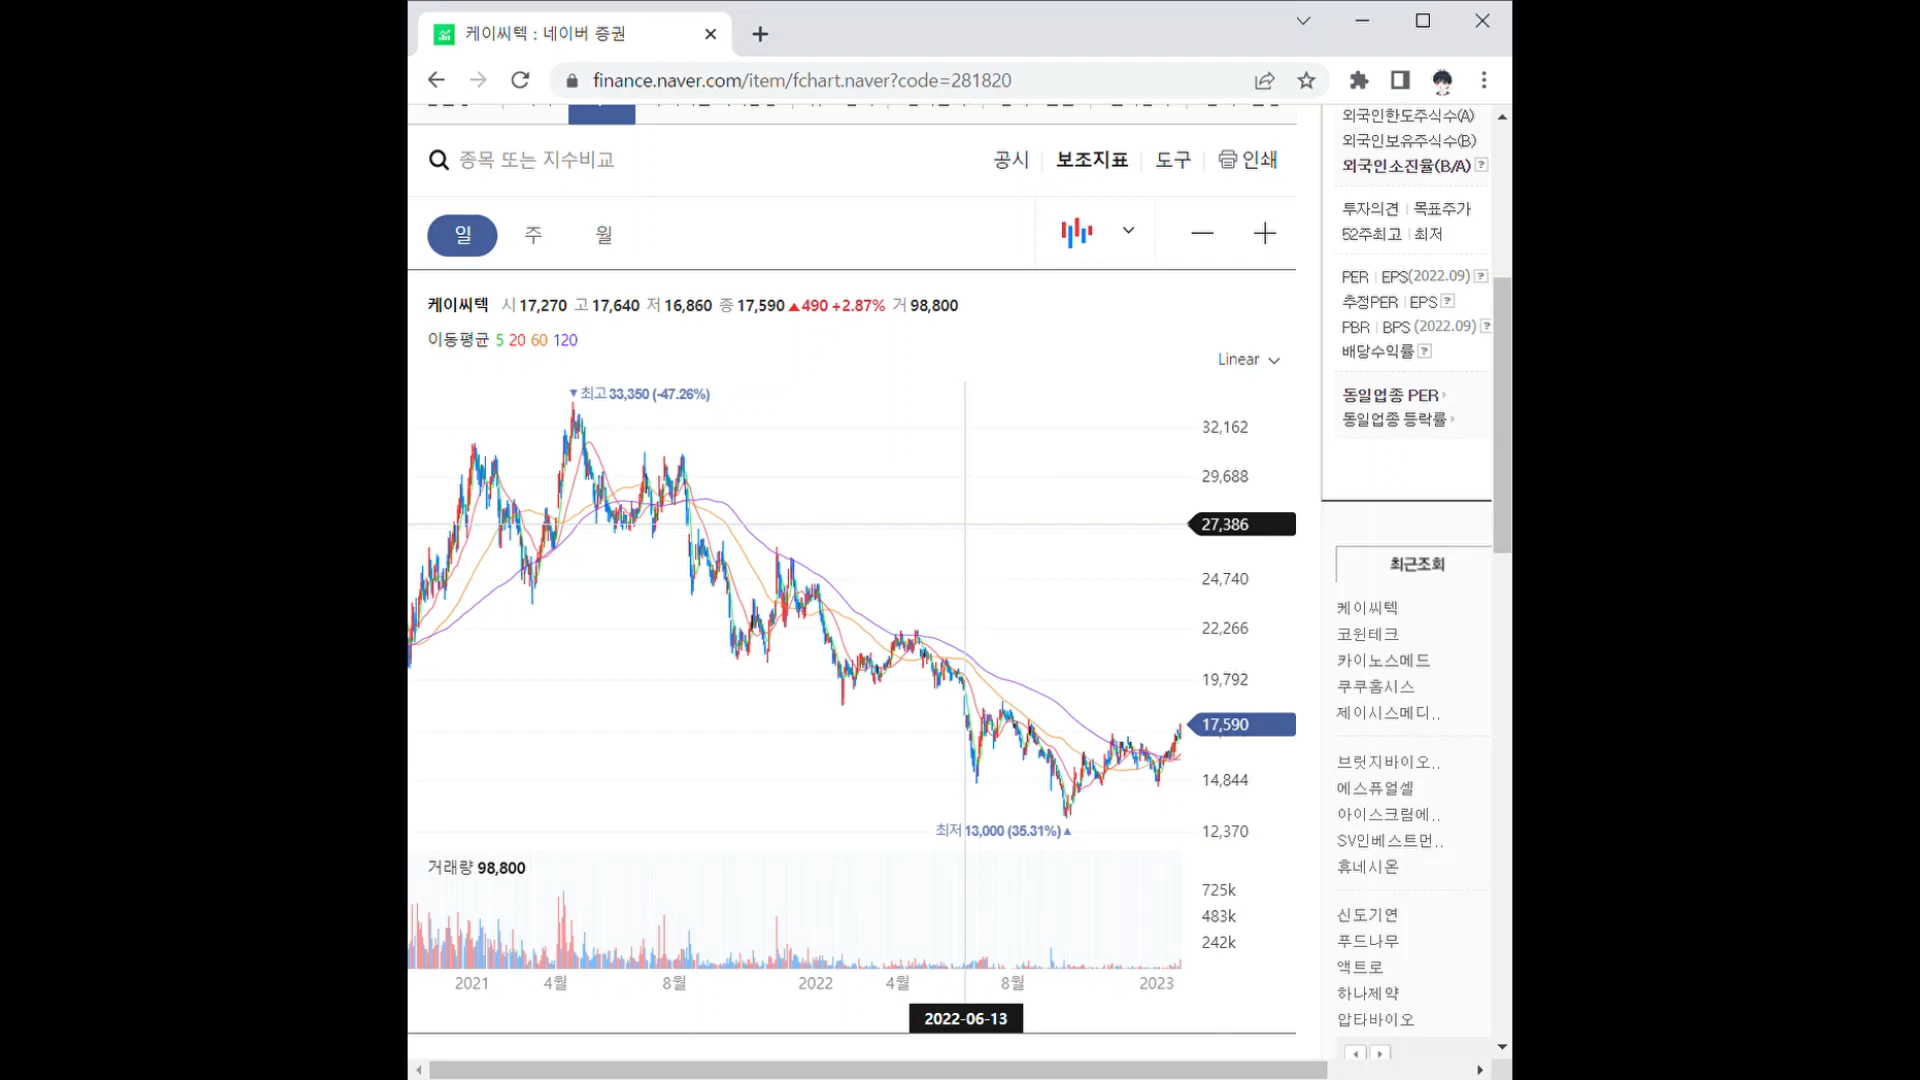 케이씨텍 : 네이버 증권
finance.naver.com/item/fchart.naver?code=281820
종목 또는 지수비교
공시 보조지표 도구 인쇄
일 주 월
케이씨텍 시 17,270 고 17,640 저 16,860 종 17,590 ▲490 +2.87% 거 98,800
이동평균 5 20 60 120
Linear
▼최고 33,350 (-47.26%)
32,162
29,688
27,386
24,740
22,266
19,792
17,590
14,844
최저 13,000 (35.31%)▲
12,370
거래량 98,800
725k
483k
242k
2021 4월 8월 2022 4월 8월 2023
2022-06-13
외국인한도주식수(A)
외국인보유주식수(B)
외국인소진율(B/A) ?
투자의견 | 목표주가
52주최고 | 최저
PER | EPS(2022.09) ?
추정PER | EPS ?
PBR | BPS (2022.09) ?
배당수익률 ?
동일업종 PER
동일업종 등락률
최근조회
케이씨텍
코윈테크
카이노스메드
쿠쿠홈시스
제이시스메디..
브릿지바이오..
에스퓨얼셀
아이스크림에..
SV인베스트먼..
휴네시온
신도기연
푸드나무
액트로
하나제약
압타바이오